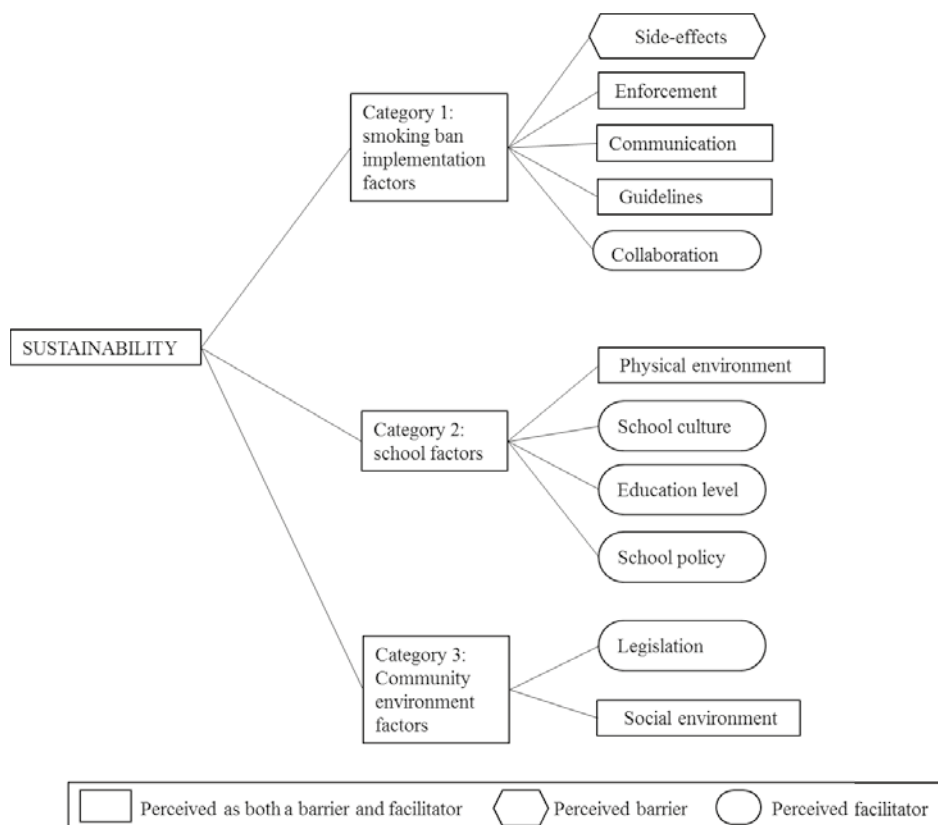 Side-effects
Category 1:
smoking ban
implementation
factors
Enforcement
Communication
Guidelines
Collaboration
SUSTAINABILITY
Physical environment
Category 2:
school factors
School culture
Education level
School policy
Category 3:
Community
environment
factors
Legislation
Social environment
Perceived as both a barrier and facilitator
Perceived barrier
Perceived facilitator